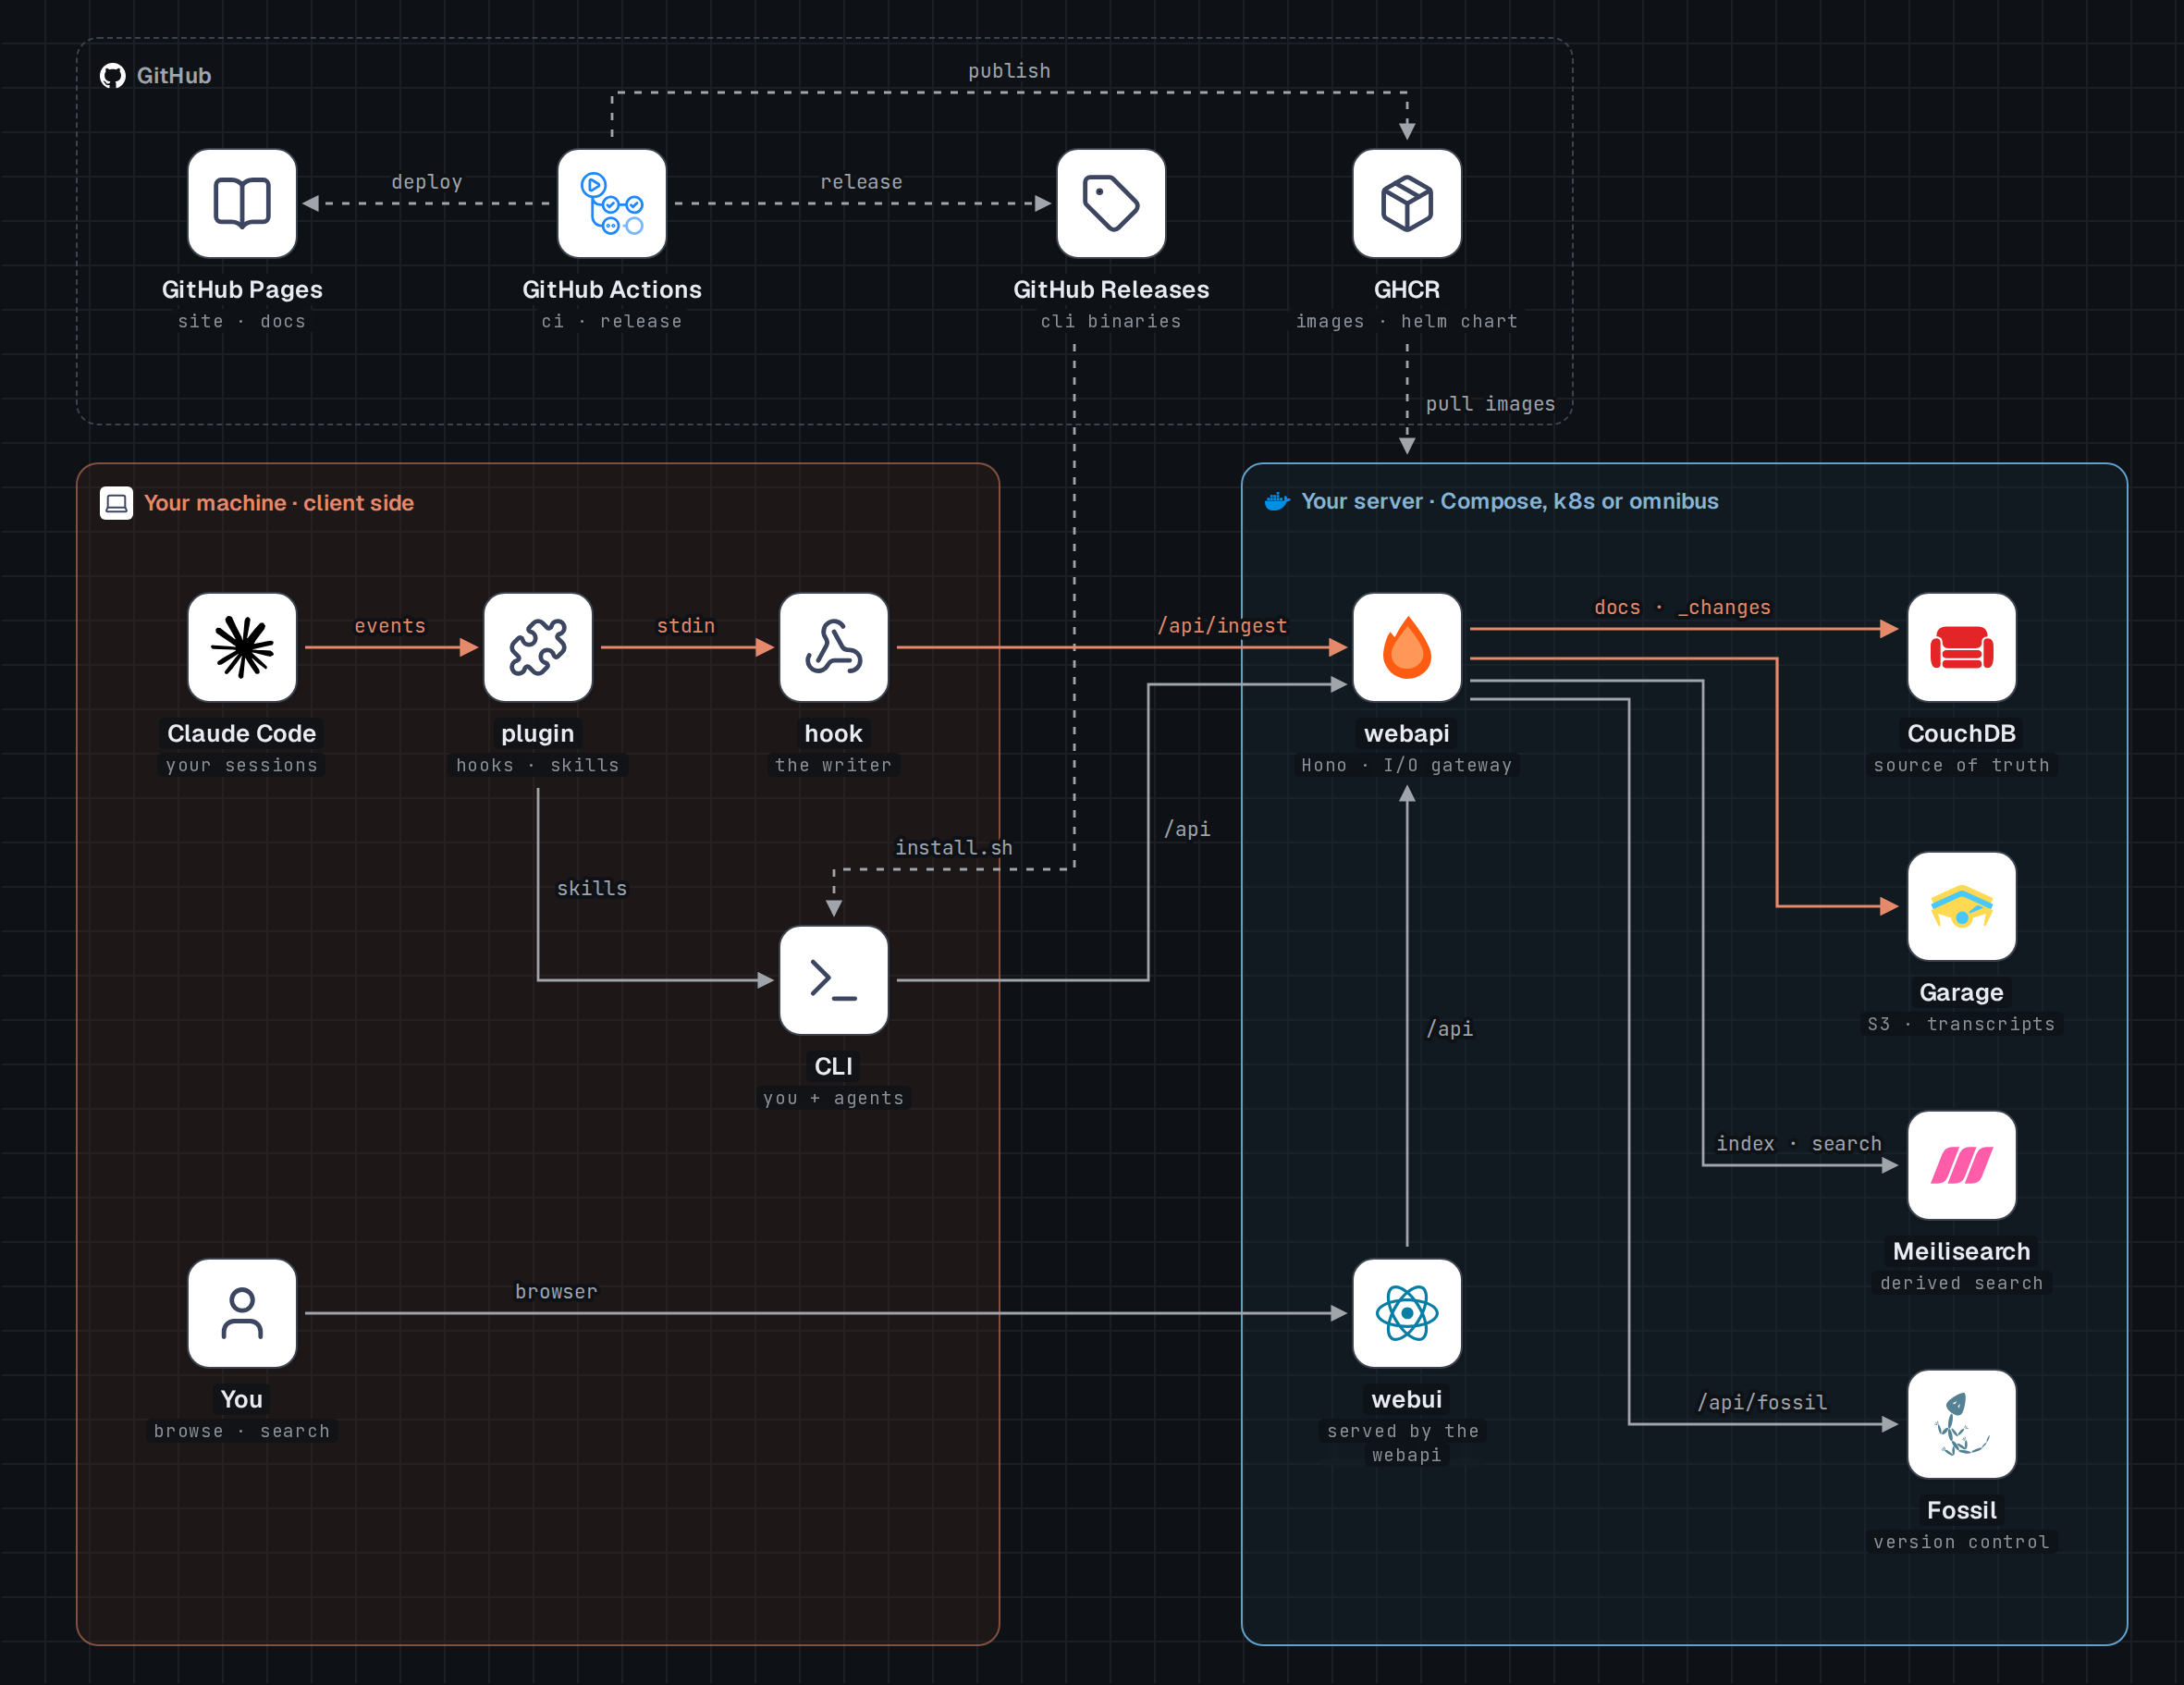 GitHub
publish
deploy
release
GitHub Pages
site · docs
GitHub Actions
ci · release
GitHub Releases
cli binaries
GHCR
images · helm chart
pull images
Your machine · client side
Your server · Compose, k8s or omnibus
events
stdin
/api/ingest
docs · _changes
Claude Code
your sessions
plugin
hooks · skills
hook
the writer
webapi
Hono · I/O gateway
CouchDB
source of truth
install.sh
/api
skills
CLI
you + agents
/api
Garage
S3 · transcripts
index · search
Meilisearch
derived search
browser
You
browse · search
webui
served by the
webapi
/api/fossil
Fossil
version control